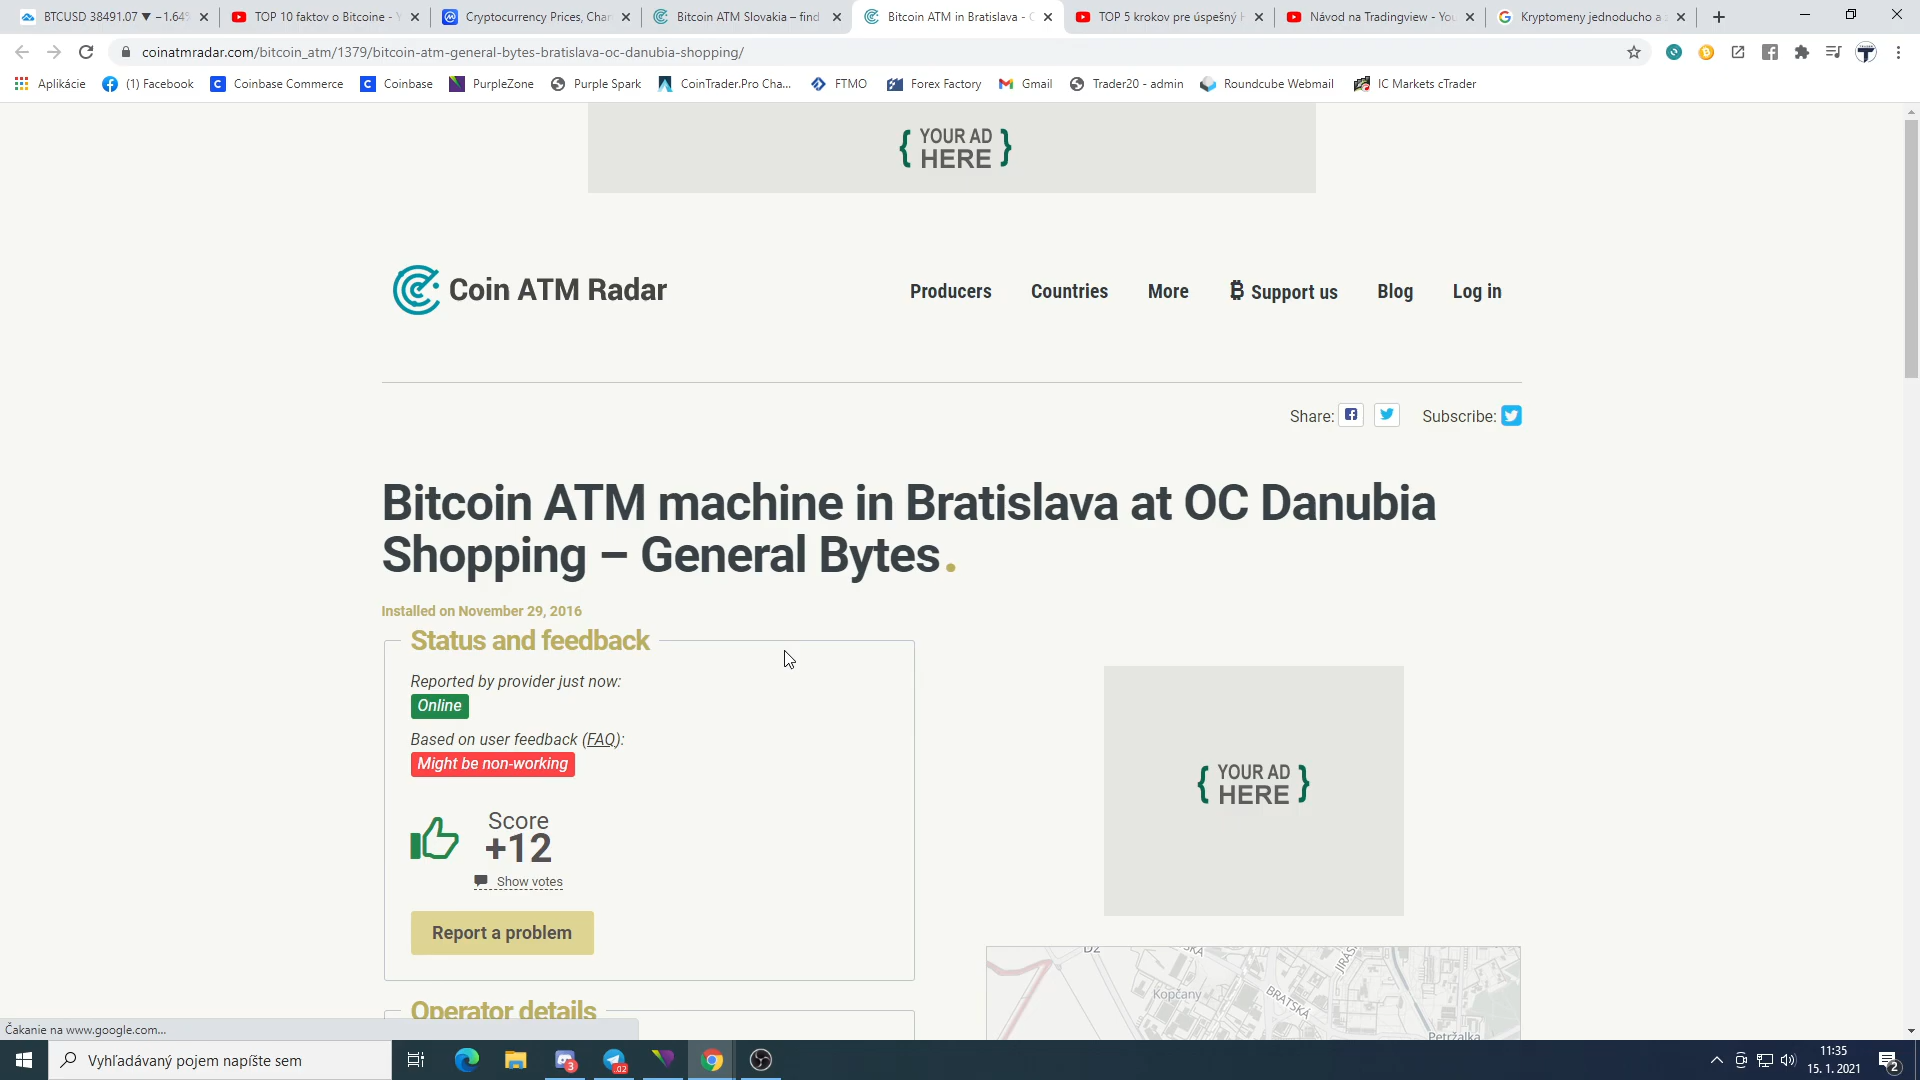 BTCUSD 38491.07 ▼ −1.64%
TOP 10 faktov o Bitcoine - Y
Cryptocurrency Prices, Char
Bitcoin ATM Slovakia – find
Bitcoin ATM in Bratislava - C
TOP 5 krokov pre úspešný
Návod na Tradingview - You
Kryptomeny jednoducho a z
coinatmradar.com/bitcoin_atm/1379/bitcoin-atm-general-bytes-bratislava-oc-danubia-shopping/
Aplikácie
(1) Facebook
Coinbase Commerce
Coinbase
PurpleZone
Purple Spark
CoinTrader.Pro Cha...
FTMO
Forex Factory
Gmail
Trader20 - admin
Roundcube Webmail
IC Markets cTrader
{ YOUR AD HERE }
Coin ATM Radar
Producers
Countries
More
Support us
Blog
Log in
Share:
Subscribe:
Bitcoin ATM machine in Bratislava at OC Danubia
Shopping – General Bytes.
Installed on November 29, 2016
Status and feedback
Reported by provider just now:
Online
Based on user feedback (FAQ):
Might be non-working
Score
+12
Show votes
Report a problem
{ YOUR AD HERE }
D2
SKÁ
JIRÁS
Kopčany
BRATSKÁ
Petržalka
Operator details
Čakanie na www.google.com...
Vyhľadávaný pojem napíšte sem
3
.02
11:35
15. 1. 2021
2